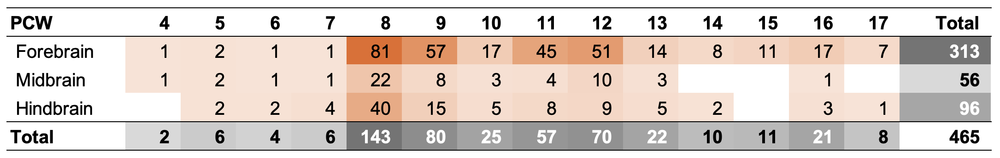 PCW 4 5 6 7 8 9 10 11 12 13 14 15 16 17 Total
Forebrain 1 2 1 1 81 57 17 45 51 14 8 11 17 7 313
Midbrain 1 2 1 1 22 8 3 4 10 3 1 56
Hindbrain 2 2 4 40 15 5 8 9 5 2 3 1 96
Total 2 6 4 6 143 80 25 57 70 22 10 11 21 8 465